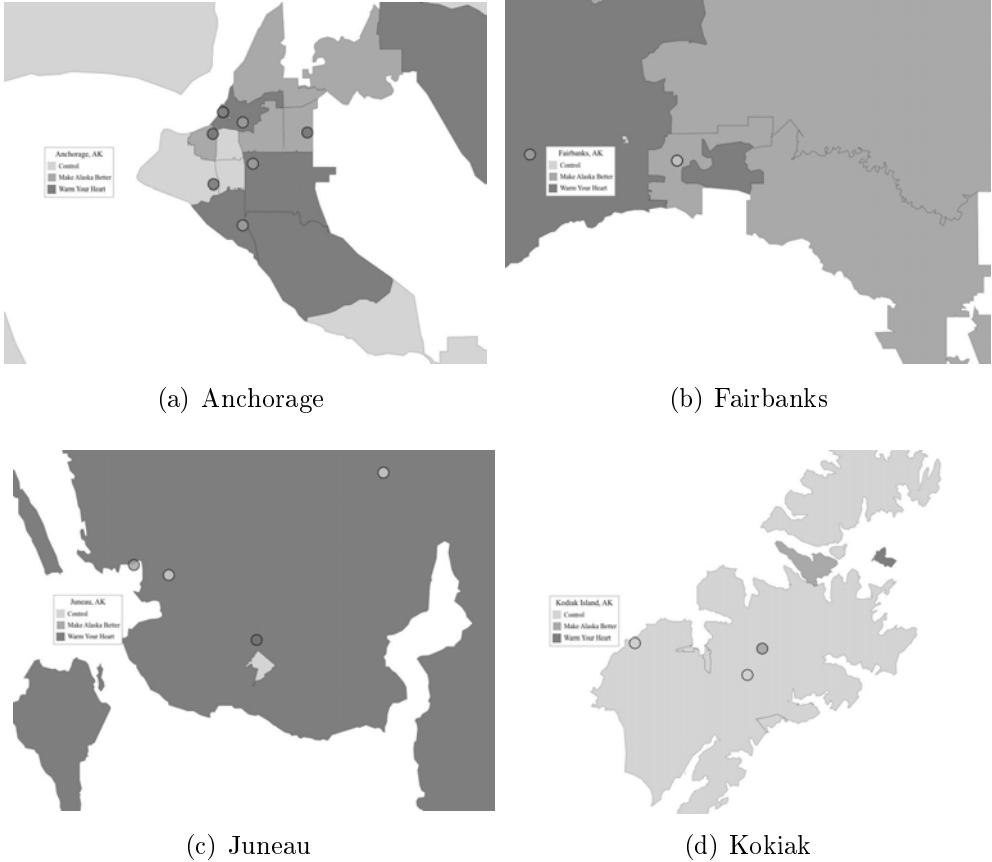 Anchorage, AK
Control
Make Alaska Better
Warm Your Heart
Fairbanks, AK
Control
Make Alaska Better
Warm Your Heart
(a) Anchorage
(b) Fairbanks
Juneau, AK
Control
Make Alaska Better
Warm Your Heart
Kodiak Island, AK
Control
Make Alaska Better
Warm Your Heart
(c) Juneau
(d) Kokiak